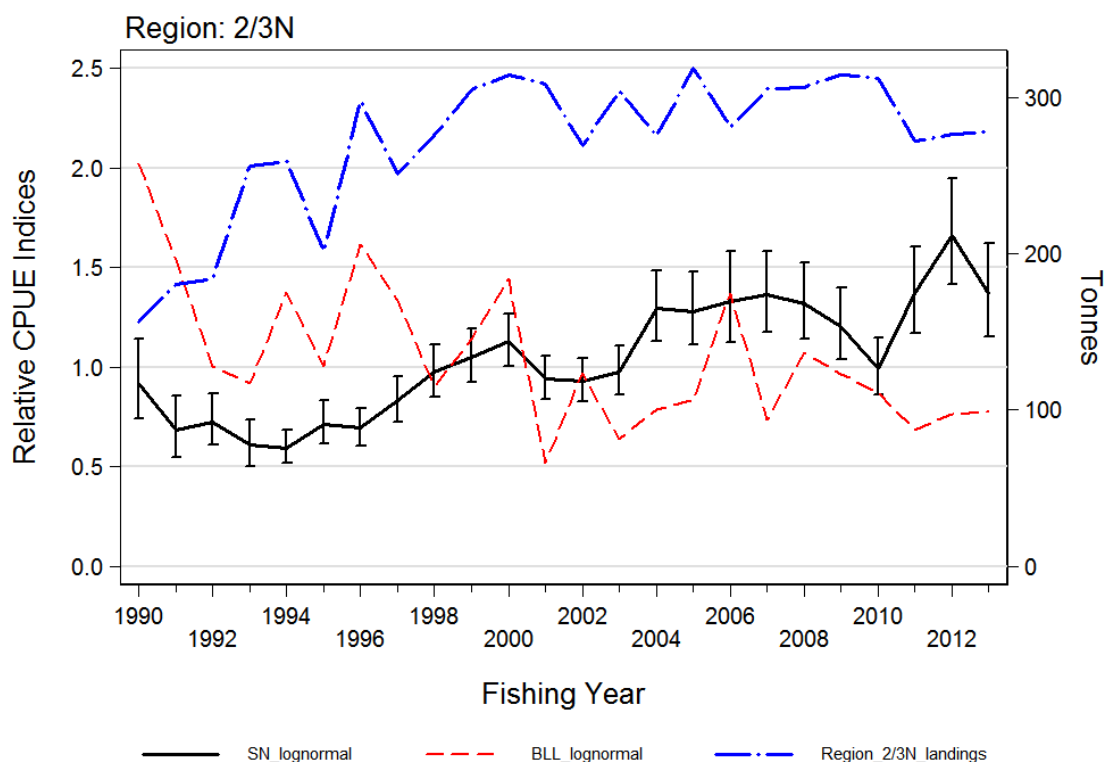 Region: 2/3N
2.5
2.0
1.5
1.0
0.5
0.0
Relative CPUE Indices
300
200
100
0
Tonnes
1990 1994 1998 2002 2006 2010
1992 1996 2000 2004 2008 2012
Fishing Year
SN_lognormal BLL_lognormal Region_2/3N_landings